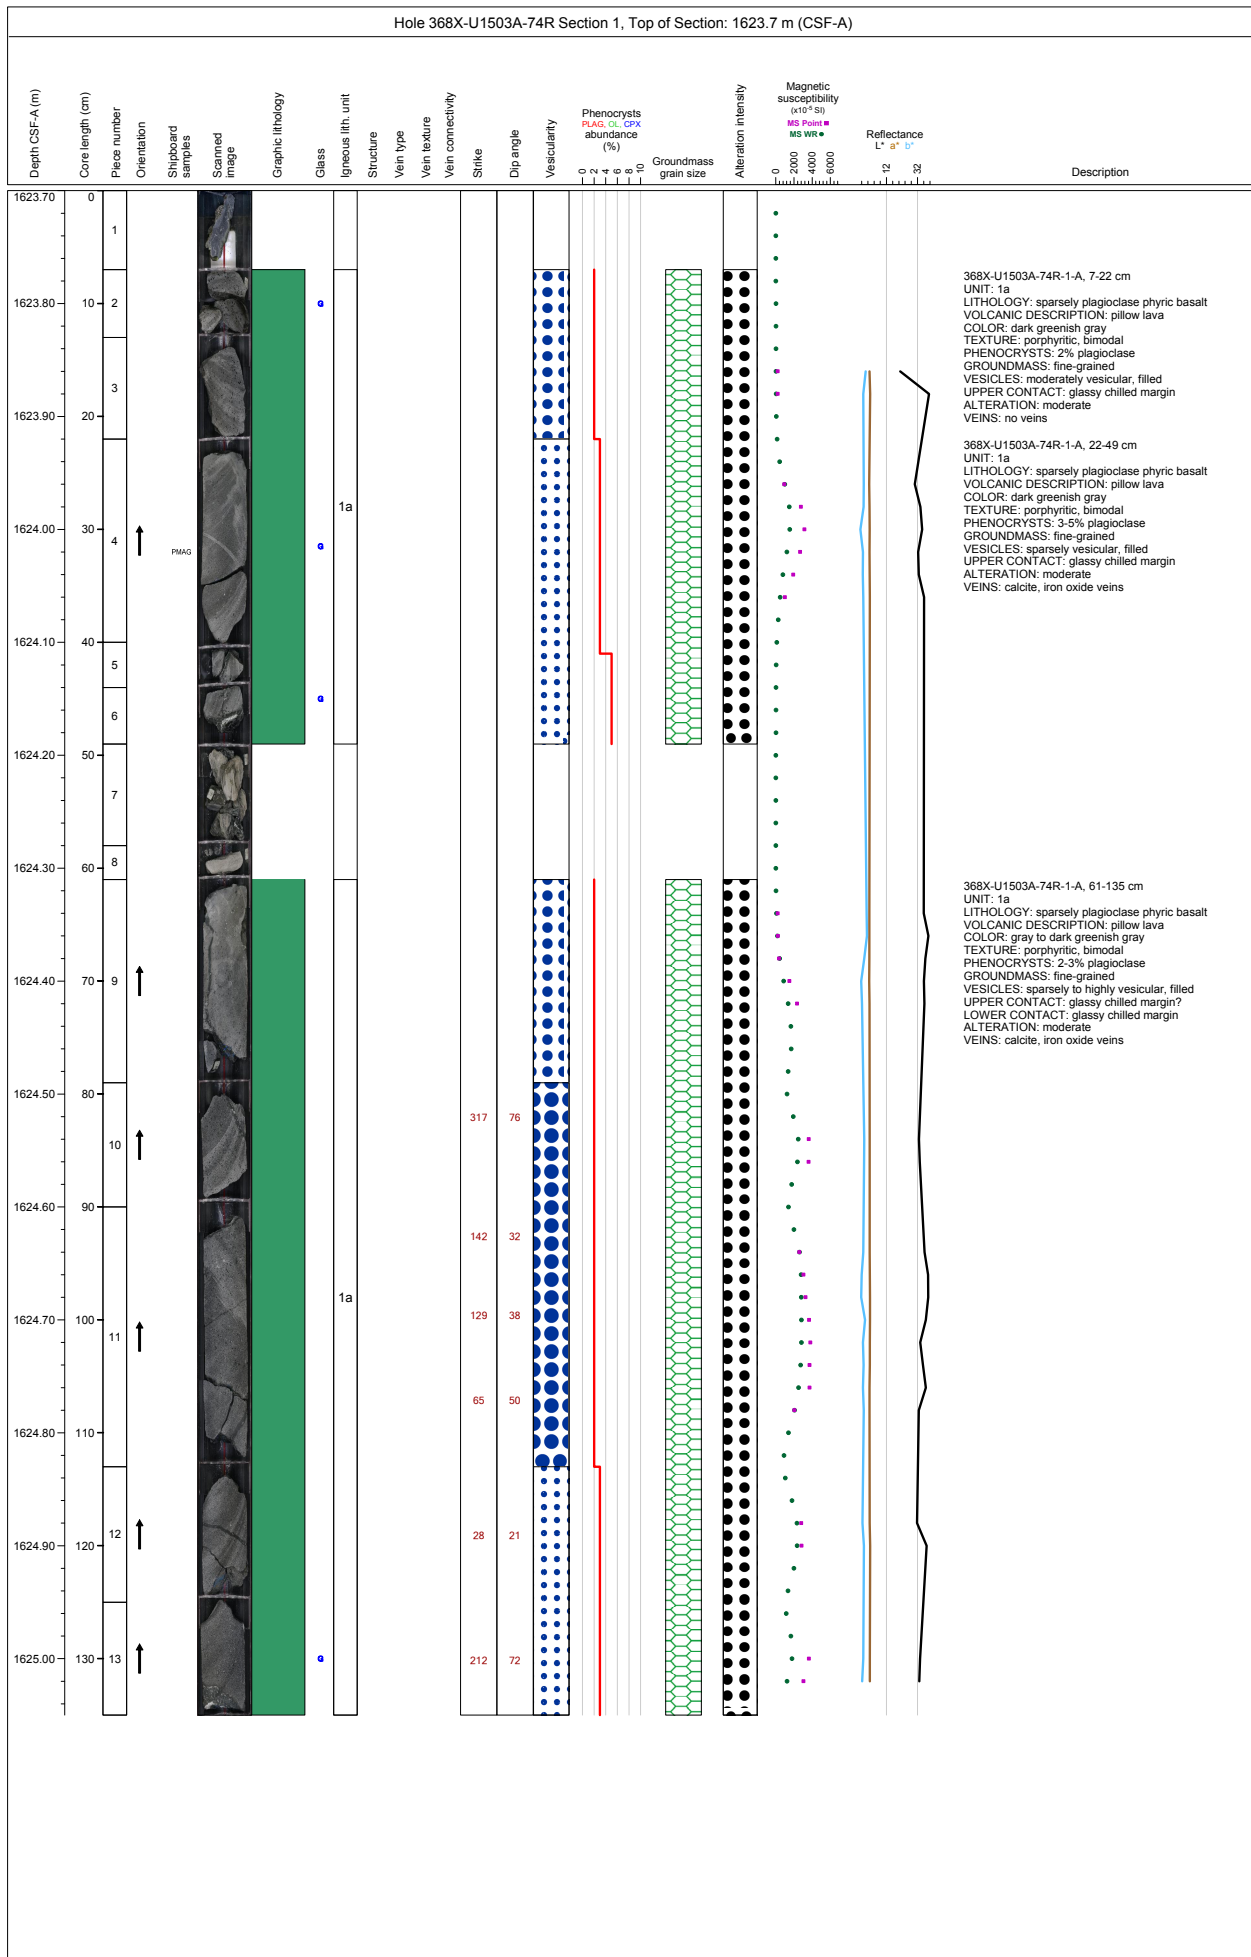 Hole 368X-U1503A-74R Section 1, Top of Section: 1623.7 m (CSF-A)
Depth CSF-A (m)
Core length (cm)
Piece number
Orientation
Shipboard
samples
Scanned
image
Graphic lithology
Glass
Igneous lith. unit
Structure
Vein type
Vein texture
Vein connectivity
Strike
Dip angle
Vesicularity
Phenocrysts
PLAG, OL, CPX
abundance
(%)
0 2 4 6 8 10
Groundmass
grain size
Alteration intensity
Magnetic
susceptibility
(x10⁻⁵ SI)
MS Point
MS WR
0 2000 4000 6000
Reflectance
L* a* b*
12 32
Description
1623.70
1623.80
1623.90
1624.00
1624.10
1624.20
1624.30
1624.40
1624.50
1624.60
1624.70
1624.80
1624.90
1625.00
0
10
20
30
40
50
60
70
80
90
100
110
120
130
1
2
3
4
5
6
7
8
9
10
11
12
13
PMAG
G
G
G
G
1a
1a
317 76
142 32
129 38
65 50
28 21
212 72
368X-U1503A-74R-1-A, 7-22 cm
UNIT: 1a
LITHOLOGY: sparsely plagioclase phyric basalt
VOLCANIC DESCRIPTION: pillow lava
COLOR: dark greenish gray
TEXTURE: porphyritic, bimodal
PHENOCRYSTS: 2% plagioclase
GROUNDMASS: fine-grained
VESICLES: moderately vesicular, filled
UPPER CONTACT: glassy chilled margin
ALTERATION: moderate
VEINS: no veins
368X-U1503A-74R-1-A, 22-49 cm
UNIT: 1a
LITHOLOGY: sparsely plagioclase phyric basalt
VOLCANIC DESCRIPTION: pillow lava
COLOR: dark greenish gray
TEXTURE: porphyritic, bimodal
PHENOCRYSTS: 3-5% plagioclase
GROUNDMASS: fine-grained
VESICLES: sparsely vesicular, filled
UPPER CONTACT: glassy chilled margin
ALTERATION: moderate
VEINS: calcite, iron oxide veins
368X-U1503A-74R-1-A, 61-135 cm
UNIT: 1a
LITHOLOGY: sparsely plagioclase phyric basalt
VOLCANIC DESCRIPTION: pillow lava
COLOR: gray to dark greenish gray
TEXTURE: porphyritic, bimodal
PHENOCRYSTS: 2-3% plagioclase
GROUNDMASS: fine-grained
VESICLES: sparsely to highly vesicular, filled
UPPER CONTACT: glassy chilled margin?
LOWER CONTACT: glassy chilled margin
ALTERATION: moderate
VEINS: calcite, iron oxide veins